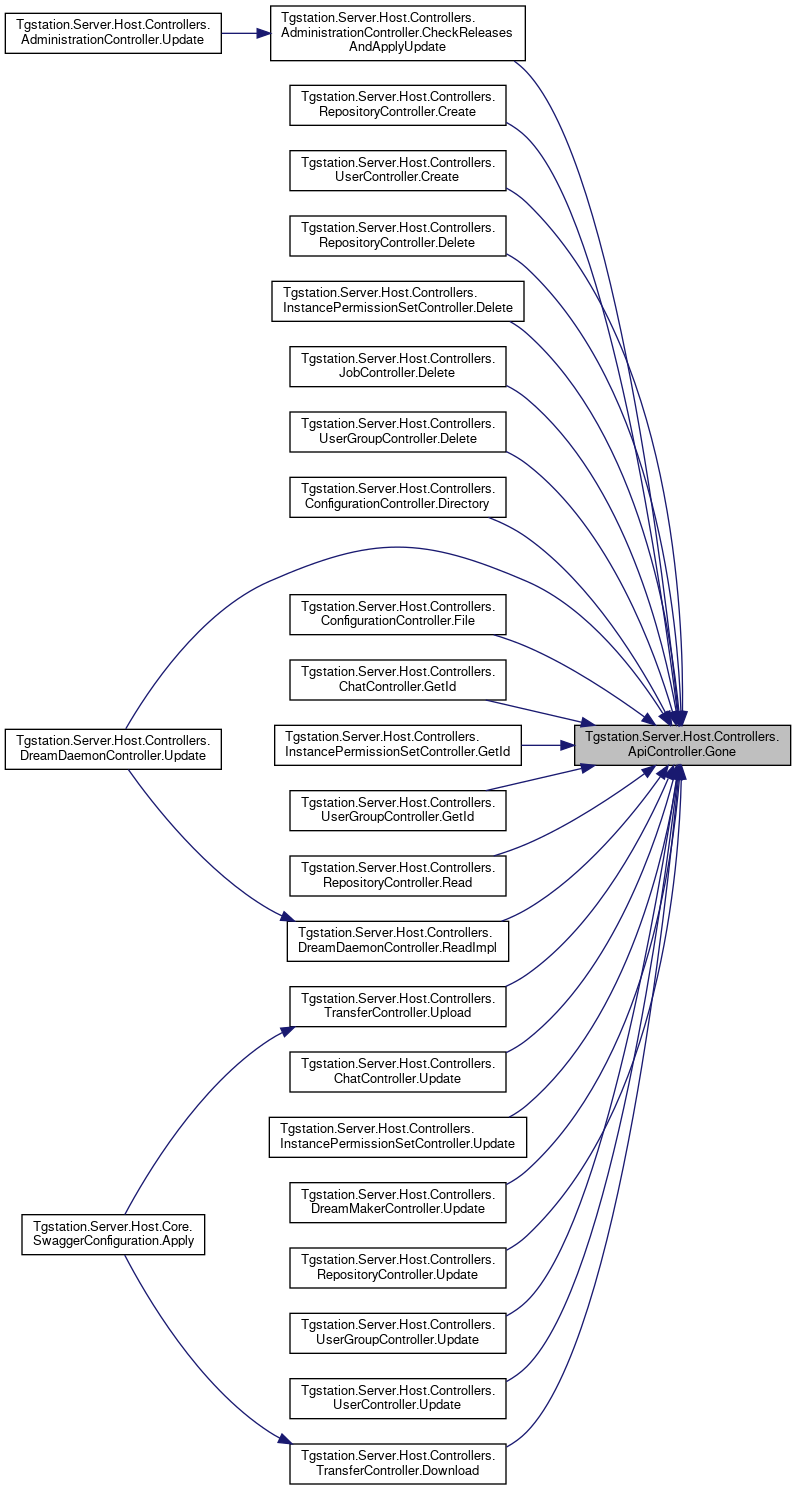 Tgstation.Server.Host.Controllers.
AdministrationController.Update
Tgstation.Server.Host.Controllers.
AdministrationController.CheckReleases
AndApplyUpdate
Tgstation.Server.Host.Controllers.
RepositoryController.Create
Tgstation.Server.Host.Controllers.
UserController.Create
Tgstation.Server.Host.Controllers.
RepositoryController.Delete
Tgstation.Server.Host.Controllers.
InstancePermissionSetController.Delete
Tgstation.Server.Host.Controllers.
JobController.Delete
Tgstation.Server.Host.Controllers.
UserGroupController.Delete
Tgstation.Server.Host.Controllers.
ConfigurationController.Directory
Tgstation.Server.Host.Controllers.
ConfigurationController.File
Tgstation.Server.Host.Controllers.
ChatController.GetId
Tgstation.Server.Host.Controllers.
DreamDaemonController.Update
Tgstation.Server.Host.Controllers.
InstancePermissionSetController.GetId
Tgstation.Server.Host.Controllers.
ApiController.Gone
Tgstation.Server.Host.Controllers.
UserGroupController.GetId
Tgstation.Server.Host.Controllers.
RepositoryController.Read
Tgstation.Server.Host.Controllers.
DreamDaemonController.ReadImpl
Tgstation.Server.Host.Controllers.
TransferController.Upload
Tgstation.Server.Host.Controllers.
ChatController.Update
Tgstation.Server.Host.Controllers.
InstancePermissionSetController.Update
Tgstation.Server.Host.Controllers.
DreamMakerController.Update
Tgstation.Server.Host.Core.
SwaggerConfiguration.Apply
Tgstation.Server.Host.Controllers.
RepositoryController.Update
Tgstation.Server.Host.Controllers.
UserGroupController.Update
Tgstation.Server.Host.Controllers.
UserController.Update
Tgstation.Server.Host.Controllers.
TransferController.Download